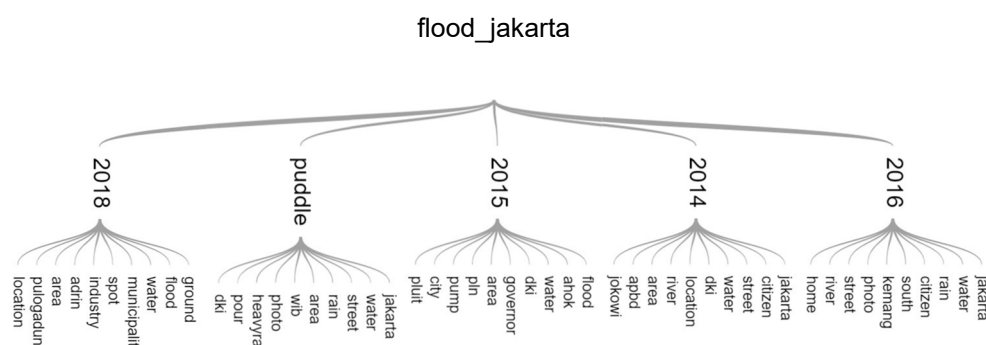 flood_jakarta
2018
puddle
2015
2014
2016
location
pulogadun
area
adrin
industry
spot
municipalit
water
flood
ground
dki
pour
heavyra
photo
wib
area
rain
street
water
jakarta
pluit
city
pump
pln
area
governor
dki
water
ahok
flood
jokowi
apbd
area
river
location
dki
water
street
citizen
jakarta
home
river
street
photo
kemang
south
citizen
rain
water
jakarta